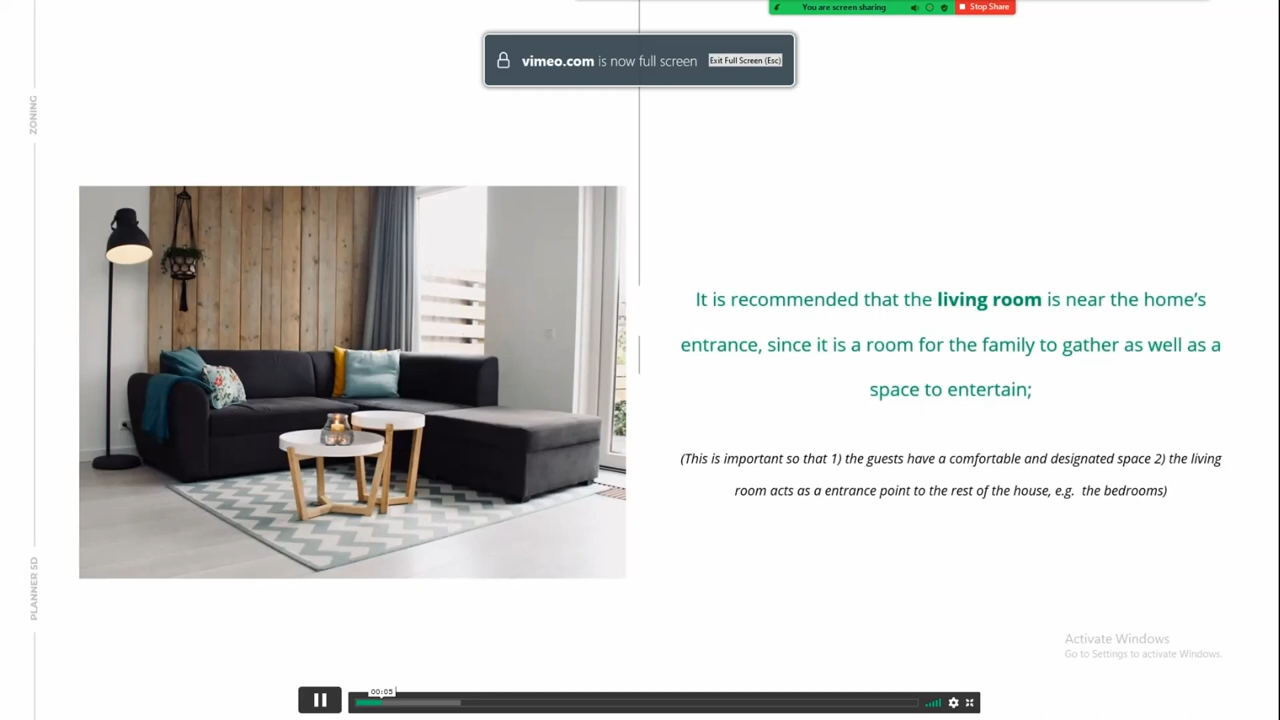 You are screen sharing
Stop Share
vimeo.com is now full screen
Exit Full Screen (Esc)
ZONING
It is recommended that the living room is near the home’s
entrance, since it is a room for the family to gather as well as a
space to entertain;
(This is important so that 1) the guests have a comfortable and designated space 2) the living
room acts as a entrance point to the rest of the house, e.g. the bedrooms)
PLANNER 5D
Activate Windows
Go to Settings to activate Windows.
00:05